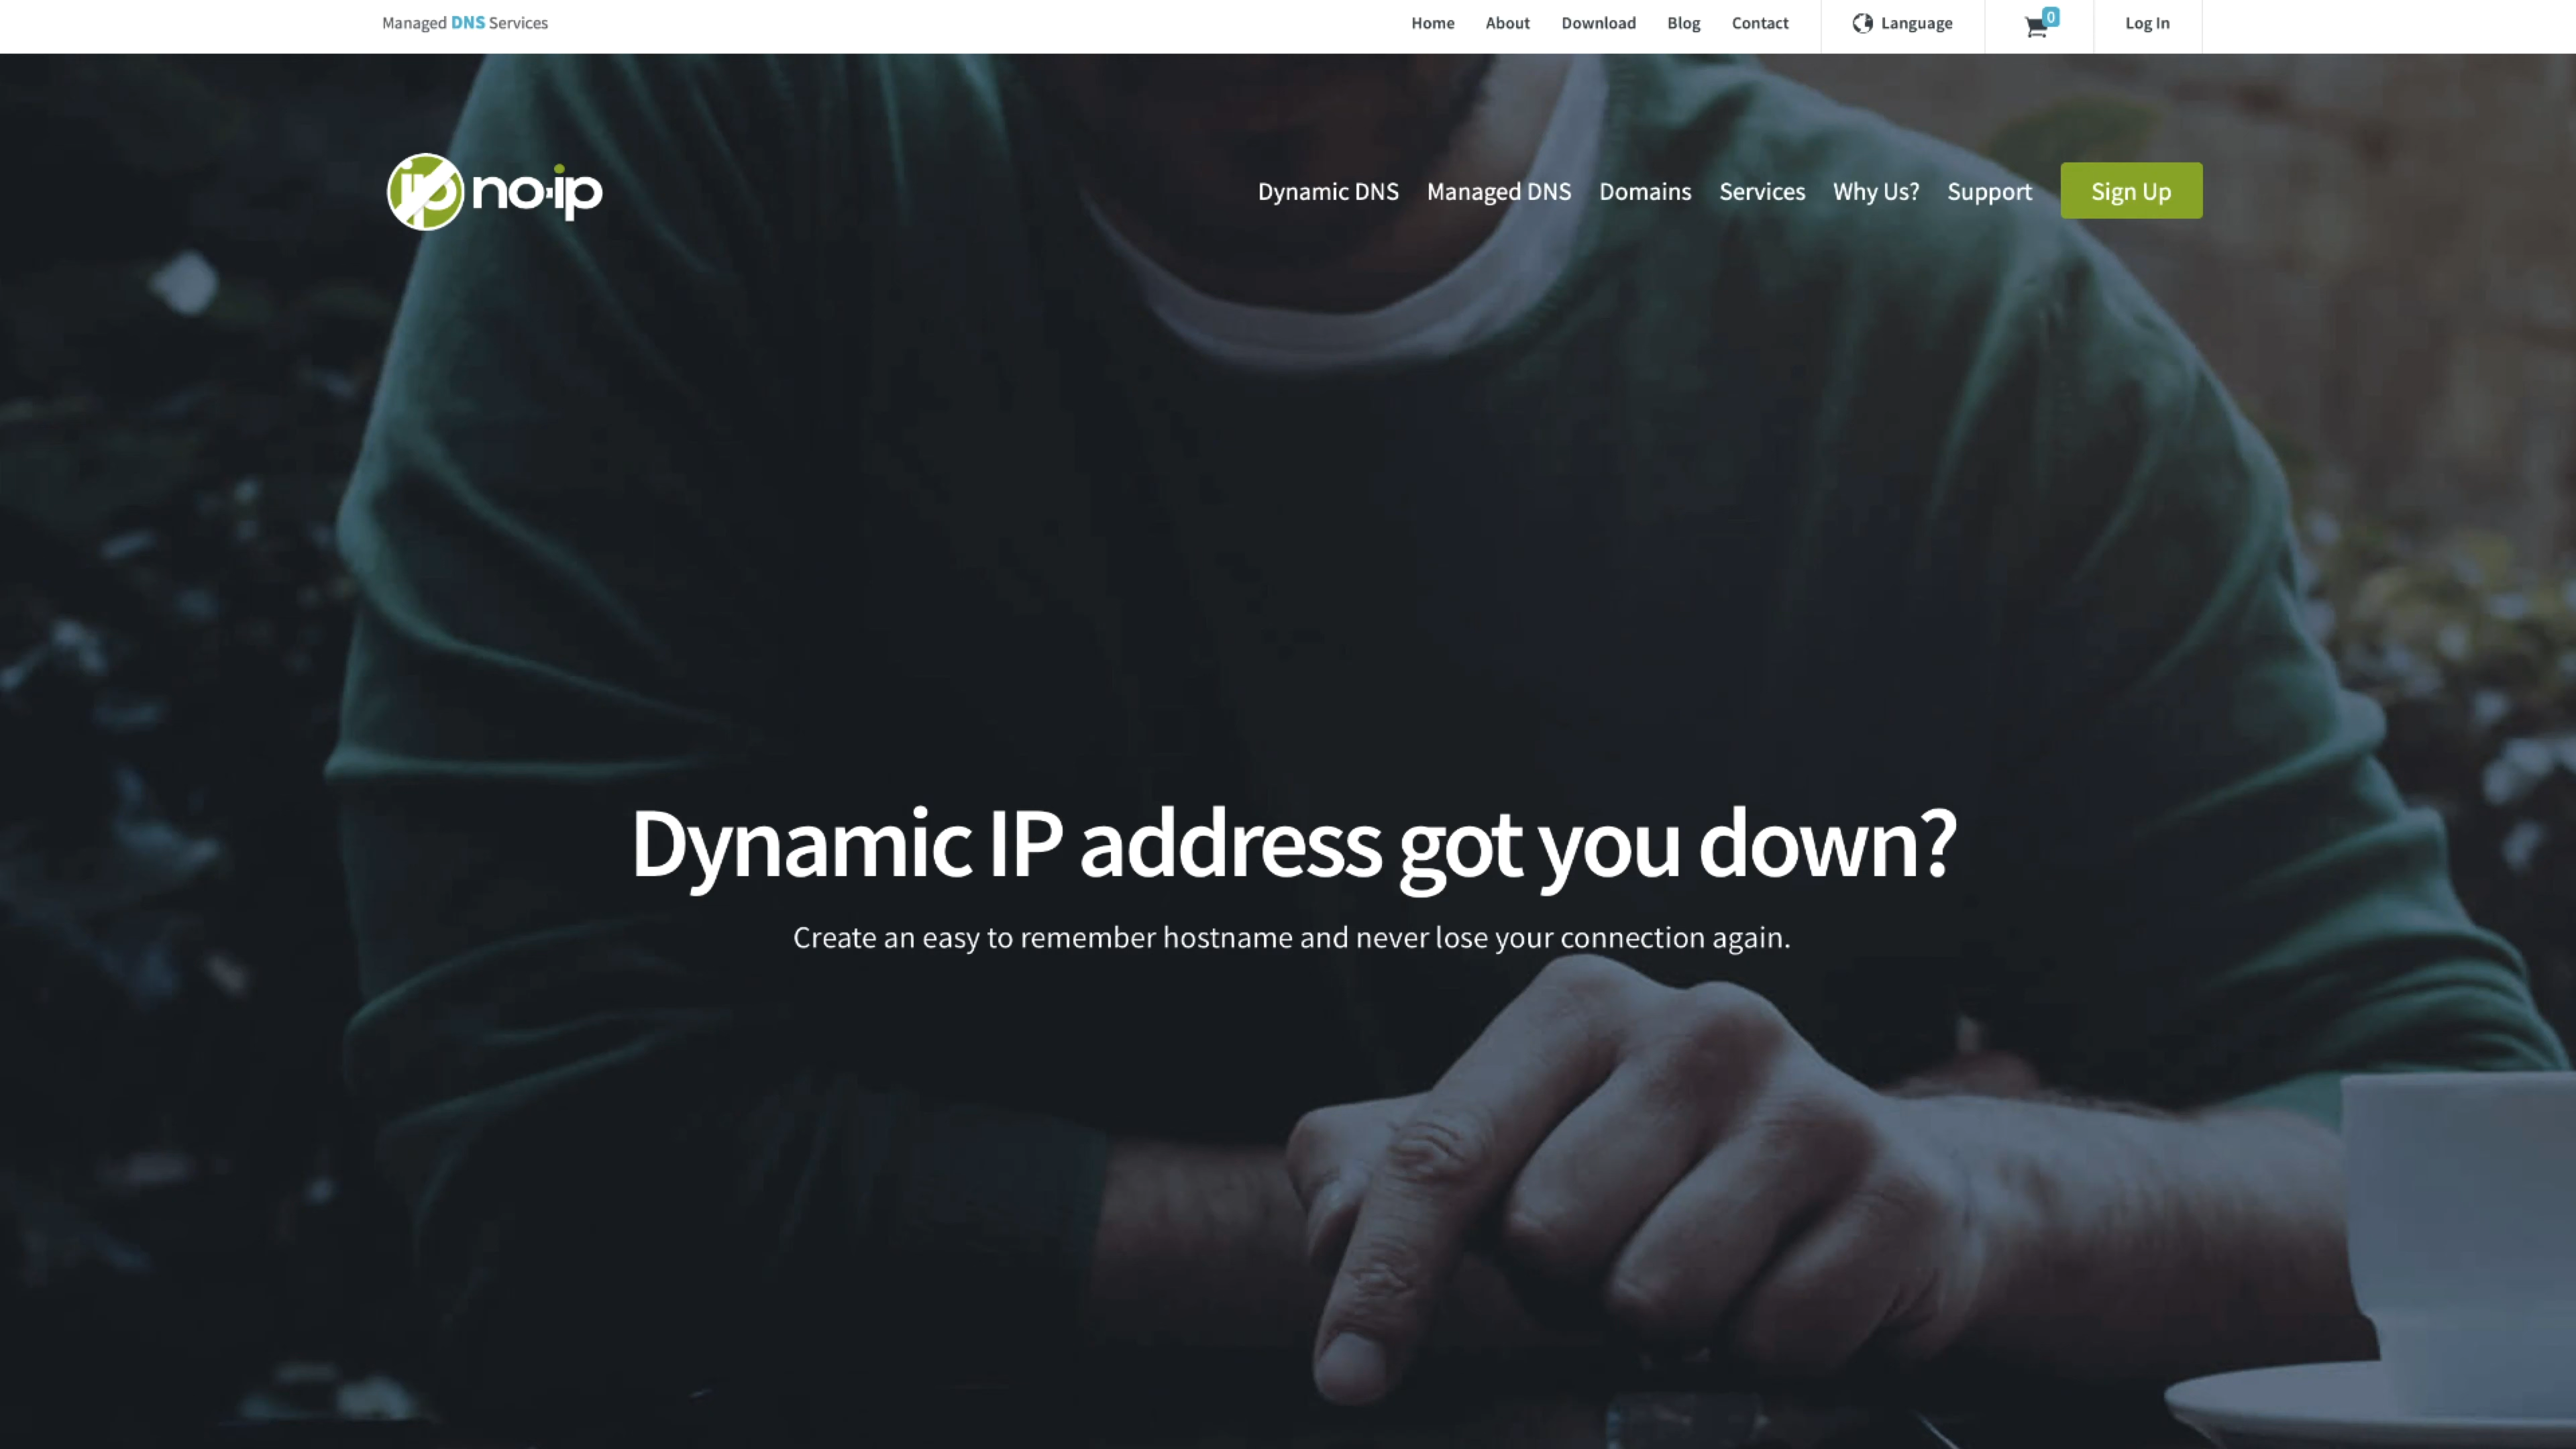 Managed DNS Services
Home About Download Blog Contact Language 0 Log In
ip no-ip
Dynamic DNS Managed DNS Domains Services Why Us? Support Sign Up
Dynamic IP address got you down?
Create an easy to remember hostname and never lose your connection again.